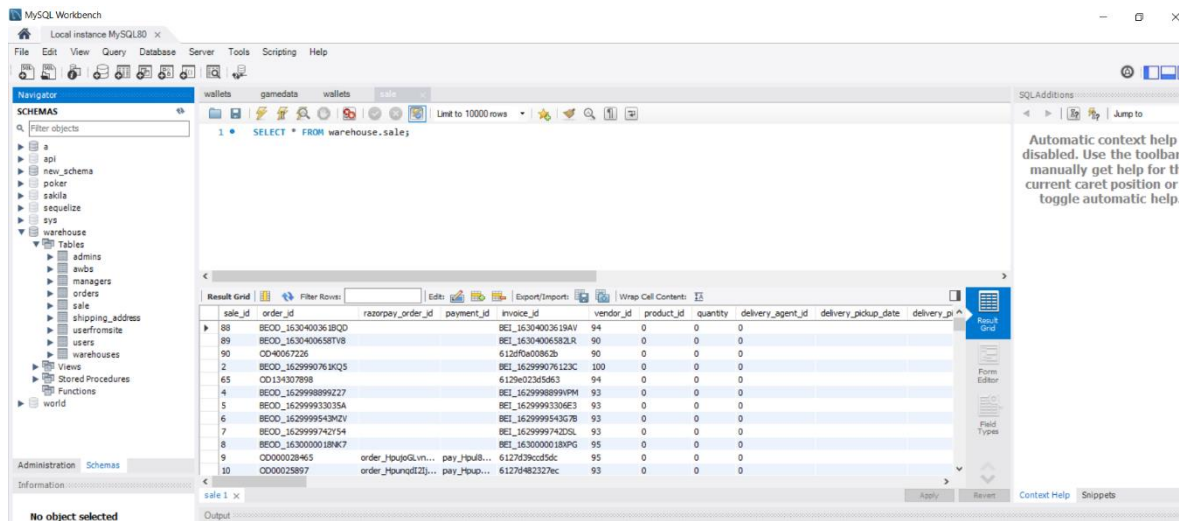 MySQL Workbench
Local instance MySQL80 ×
File Edit View Query Database Server Tools Scripting Help
Navigator
SCHEMAS
Filter objects
a
api
new_schema
poker
sakila
sequelize
sys
warehouse
Tables
admins
awbs
managers
orders
sale
shipping_address
userfromsite
users
warehouses
Views
Stored Procedures
Functions
world
Administration Schemas
Information
No object selected
wallets gamedata wallets sale ×
Limit to 10000 rows
1 SELECT * FROM warehouse.sale;
Result Grid Filter Rows: Edit: Export/Import: Wrap Cell Content:
sale_id order_id razorpay_order_id payment_id invoice_id vendor_id product_id quantity delivery_agent_id delivery_pickup_date delivery_pi
88 BEOD_1630400361BQD BEI_16304003619AV 94 0 0 0
89 BEOD_1630400658TV8 BEI_16304006582LR 90 0 0 0
90 OD40067226 612df0a00862b 90 0 0 0
2 BEOD_1629990761KQ5 BEI_162999076123C 100 0 0 0
65 OD134307898 6129e023d5d63 94 0 0 0
4 BEOD_1629998899Z27 BEI_1629998899VPM 93 0 0 0
5 BEOD_162999933035A BEI_16299993306E3 93 0 0 0
6 BEOD_1629999543MZV BEI_1629999543G7B 93 0 0 0
7 BEOD_1629999742Y54 BEI_1629999742DSL 93 0 0 0
8 BEOD_1630000018NK7 BEI_1630000018XPG 95 0 0 0
9 OD000028465 order_HpujoGLvn... pay_Hpul8... 6127d39ccd5dc 95 0 0 0
10 OD00025897 order_HpunqdI2Ij... pay_Hpup... 6127d482327ec 93 0 0 0
Result Grid
Form Editor
Field Types
sale 1 × Apply Revert
Output
SQLAdditions
Jump to
Automatic context help
disabled. Use the toolbar
manually get help for th
current caret position or
toggle automatic help.
Context Help Snippets